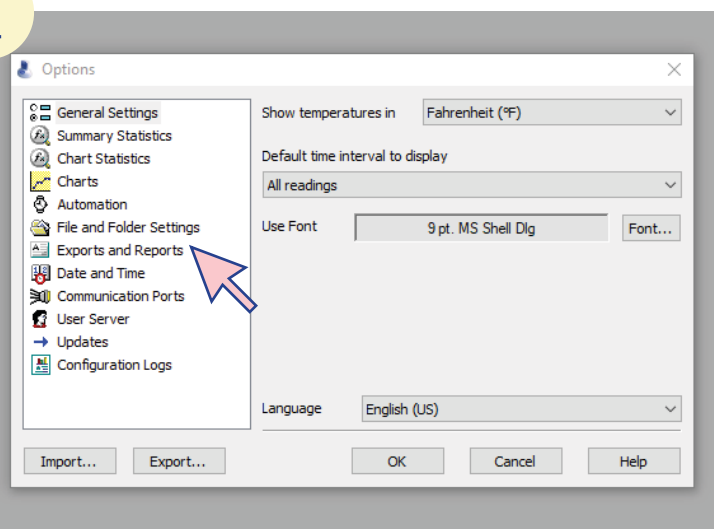 Options
General Settings
Summary Statistics
Chart Statistics
Charts
Automation
File and Folder Settings
Exports and Reports
Date and Time
Communication Ports
User Server
Updates
Configuration Logs
Show temperatures in Fahrenheit (°F)
Default time interval to display
All readings
Use Font 9 pt. MS Shell Dlg Font...
Language English (US)
Import... Export... OK Cancel Help